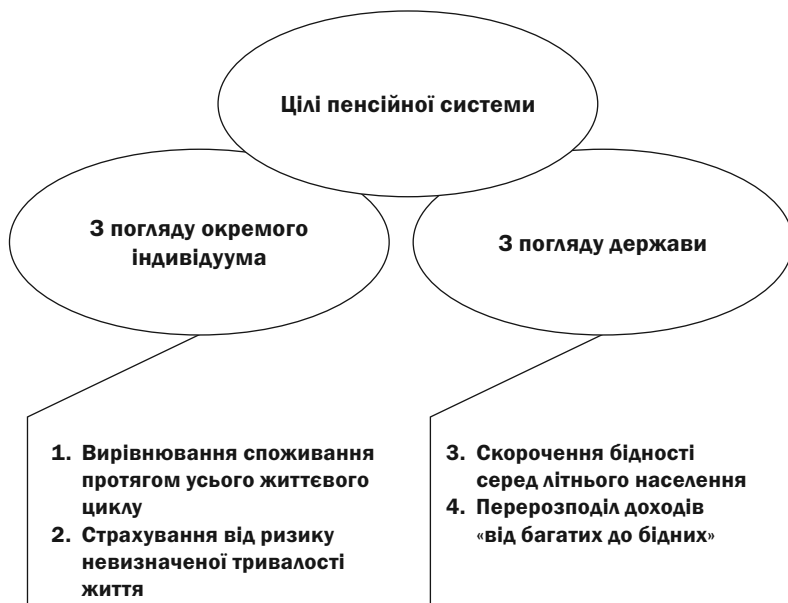 Цілі пенсійної системи
З погляду окремого
індивідуума
З погляду держави
1. Вирівнювання споживання
протягом усього життєвого
циклу
2. Страхування від ризику
невизначеної тривалості
життя
3. Скорочення бідності
серед літнього населення
4. Перерозподіл доходів
«від багатих до бідних»